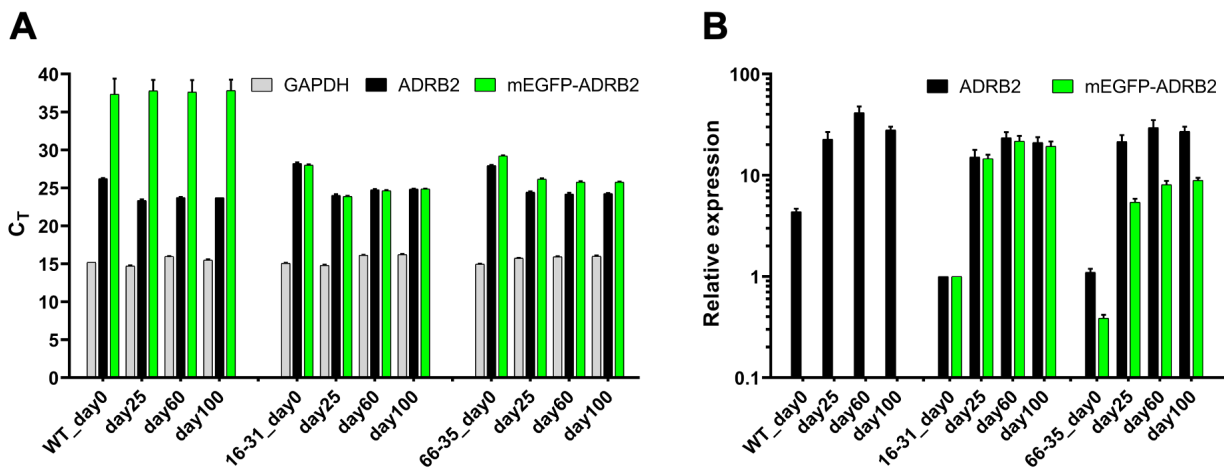 A
B
GAPDH ADRB2 mEGFP-ADRB2
ADRB2 mEGFP-ADRB2
C_T
40
35
30
25
20
15
10
5
0
WT_day0
day25
day60
day100
16-31_day0
day25
day60
day100
66-35_day0
day25
day60
day100
Relative expression
100
10
1
0.1
WT_day0
day25
day60
day100
16-31_day0
day25
day60
day100
66-35_day0
day25
day60
day100